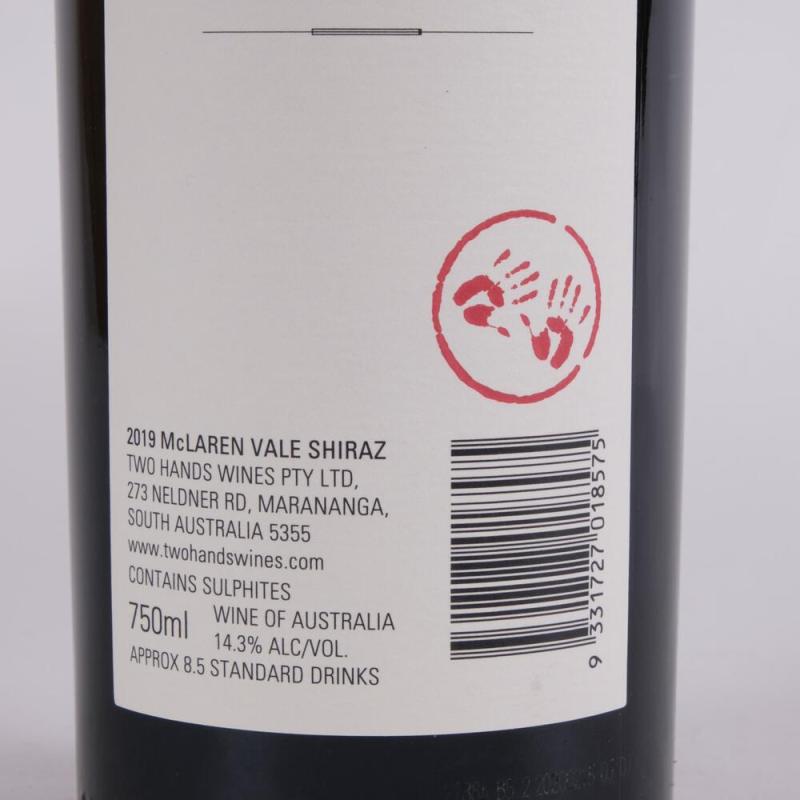 2019 McLAREN VALE SHIRAZ
TWO HANDS WINES PTY LTD,
273 NELDNER RD, MARANANGA,
SOUTH AUSTRALIA 5355
www.twohandswines.com
CONTAINS SULPHITES
750ml
WINE OF AUSTRALIA
14.3% ALC/VOL.
APPROX 8.5 STANDARD DRINKS
9 331727 018575